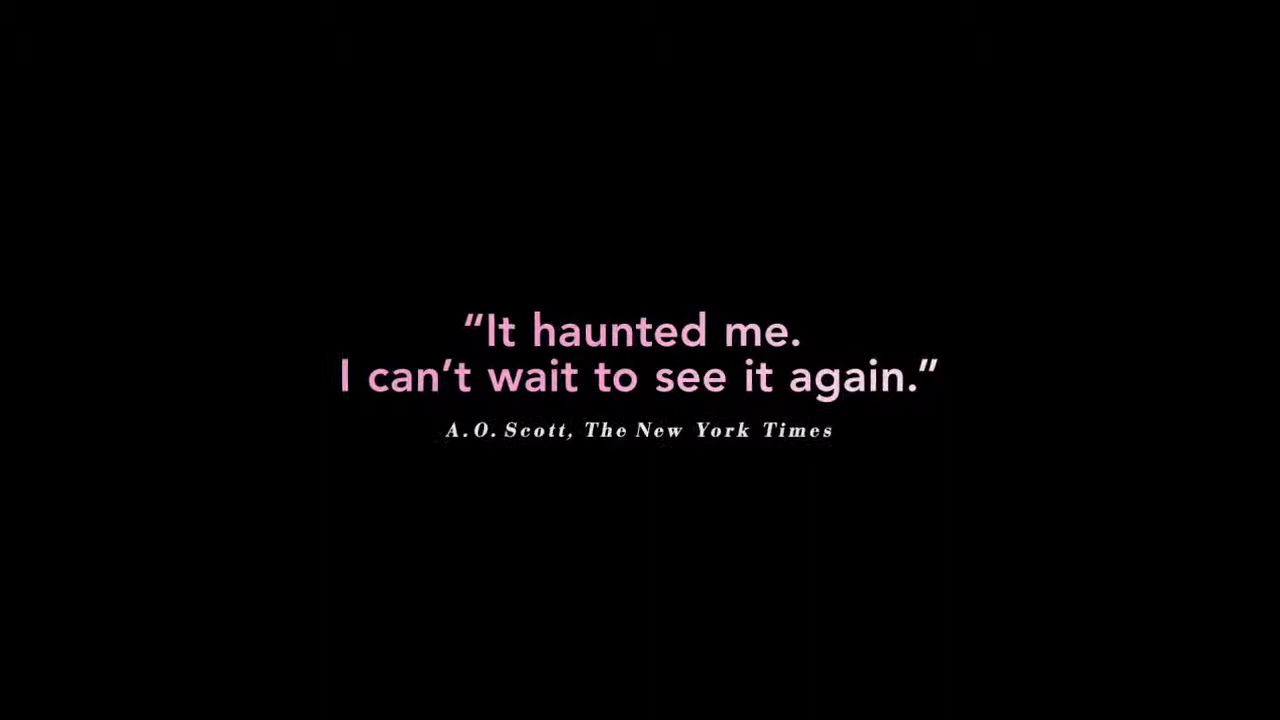 “It haunted me.
I can’t wait to see it again.”
A.O. Scott, The New York Times